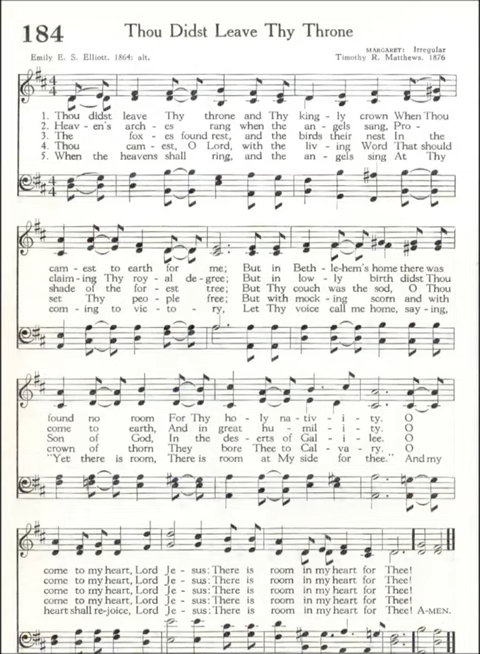 184 Thou Didst Leave Thy Throne
MARGARET: Irregular
Emily E. S. Elliott, 1864: alt. Timothy R. Matthews, 1876
1. Thou didst leave Thy throne and Thy king - ly crown When Thou
2. Heav - en's arch - es rang when the an - gels sang, Pro -
3. The fox - es found rest, and the birds their nest In the
4. Thou cam - est, O Lord, with the liv - ing Word That should
5. When the heavens shall ring, and the an - gels sing At Thy
cam - est to earth for me; But in Beth - le-hem's home there was
claim - ing Thy roy - al de - gree; But in low - ly birth didst Thou
shade of the for - est tree; But Thy couch was the sod, O Thou
set Thy peo - ple free; But with mock - ing scorn and with
com - ing to vic - to - ry, Let Thy voice call me home, say - ing,
found no room For Thy ho - ly na - tiv - i - ty. O
come to earth, And in great hu - mil - i - ty. O
Son of God, In the des - erts of Gal - i - lee. O
crown of thorn They bore Thee to Cal - va - ry. O
"Yet there is room, There is room at My side for thee." And my
come to my heart, Lord Je - sus: There is room in my heart for Thee!
come to my heart, Lord Je - sus: There is room in my heart for Thee!
come to my heart, Lord Je - sus: There is room in my heart for Thee!
come to my heart, Lord Je - sus: There is room in my heart for Thee!
heart shall re-joice, Lord Je - sus: There is room in my heart for Thee! A-MEN.